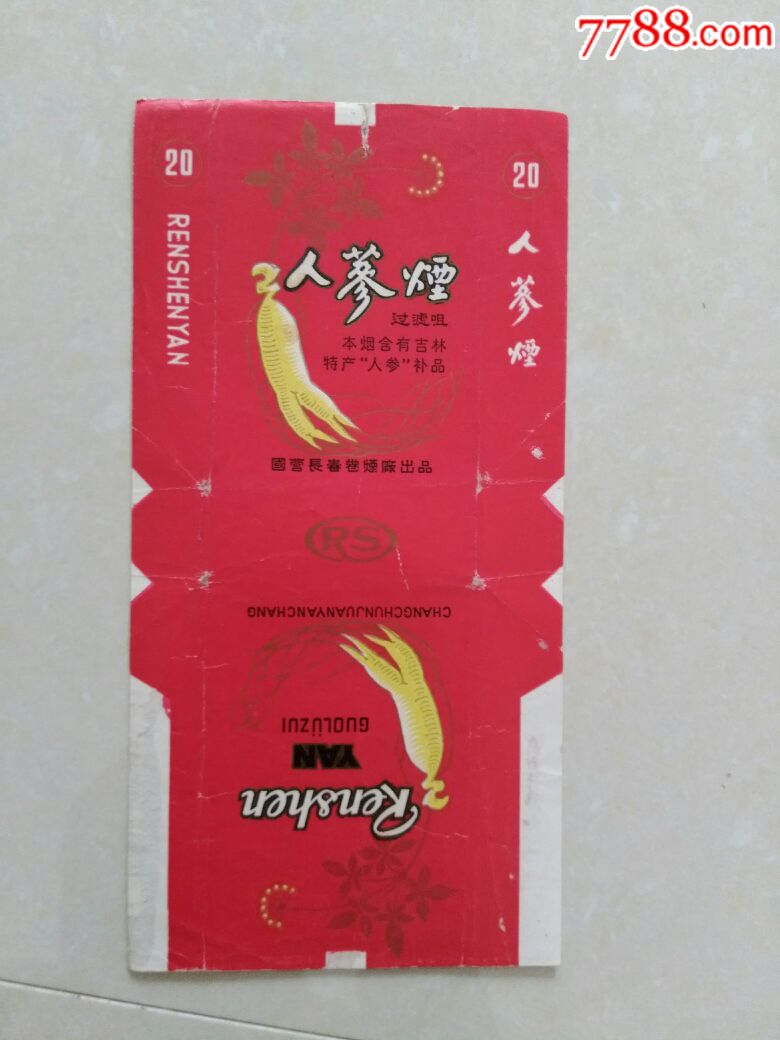 7788.com
20
RENSHENYAN
人蔘煙
过滤咀
本烟含有吉林
特产"人参"补品
國营長春卷煙廠出品
20
人蔘煙
RS
CHANGCHUNJUANYANCHANG
GUOLÜZUI
YAN
Renshen